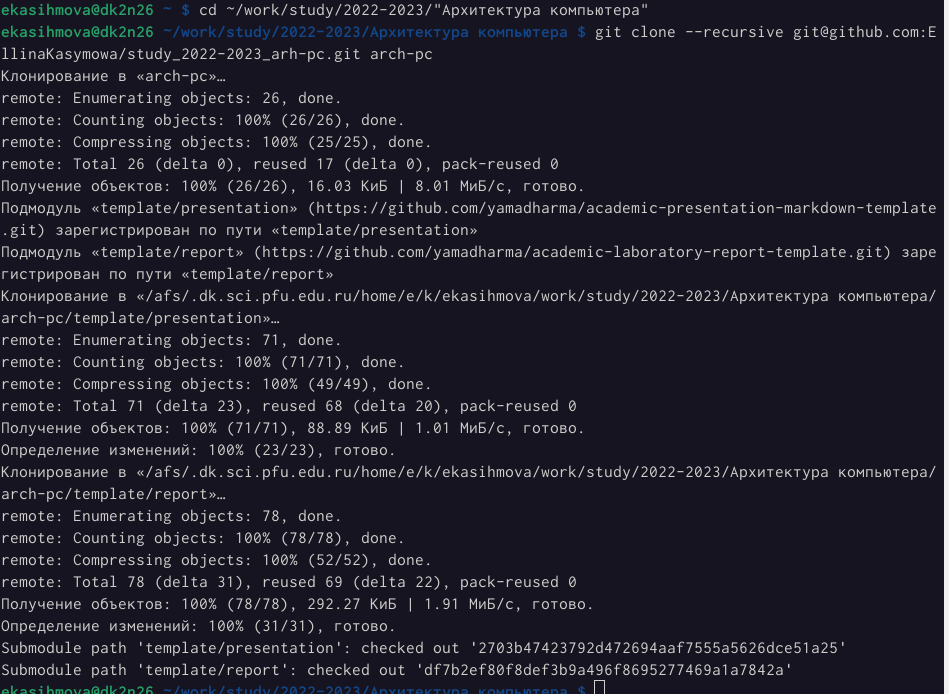 ekasihmova@dk2n26 ~ $ cd ~/work/study/2022-2023/"Архитектура компьютера"
ekasihmova@dk2n26 ~/work/study/2022-2023/Архитектура компьютера $ git clone --recursive git@github.com:E
llinaKasymowa/study_2022-2023_arh-pc.git arch-pc
Клонирование в «arch-pc»…
remote: Enumerating objects: 26, done.
remote: Counting objects: 100% (26/26), done.
remote: Compressing objects: 100% (25/25), done.
remote: Total 26 (delta 0), reused 17 (delta 0), pack-reused 0
Получение объектов: 100% (26/26), 16.03 КиБ | 8.01 МиБ/с, готово.
Подмодуль «template/presentation» (https://github.com/yamadharma/academic-presentation-markdown-template
.git) зарегистрирован по пути «template/presentation»
Подмодуль «template/report» (https://github.com/yamadharma/academic-laboratory-report-template.git) заре
гистрирован по пути «template/report»
Клонирование в «/afs/.dk.sci.pfu.edu.ru/home/e/k/ekasihmova/work/study/2022-2023/Архитектура компьютера/
arch-pc/template/presentation»…
remote: Enumerating objects: 71, done.
remote: Counting objects: 100% (71/71), done.
remote: Compressing objects: 100% (49/49), done.
remote: Total 71 (delta 23), reused 68 (delta 20), pack-reused 0
Получение объектов: 100% (71/71), 88.89 КиБ | 1.01 МиБ/с, готово.
Определение изменений: 100% (23/23), готово.
Клонирование в «/afs/.dk.sci.pfu.edu.ru/home/e/k/ekasihmova/work/study/2022-2023/Архитектура компьютера/
arch-pc/template/report»…
remote: Enumerating objects: 78, done.
remote: Counting objects: 100% (78/78), done.
remote: Compressing objects: 100% (52/52), done.
remote: Total 78 (delta 31), reused 69 (delta 22), pack-reused 0
Получение объектов: 100% (78/78), 292.27 КиБ | 1.91 МиБ/с, готово.
Определение изменений: 100% (31/31), готово.
Submodule path 'template/presentation': checked out '2703b47423792d472694aaf7555a5626dce51a25'
Submodule path 'template/report': checked out 'df7b2ef80f8def3b9a496f8695277469a1a7842a'
ekasihmova@dk2n26 ~/work/study/2022-2023/Архитектура компьютера $